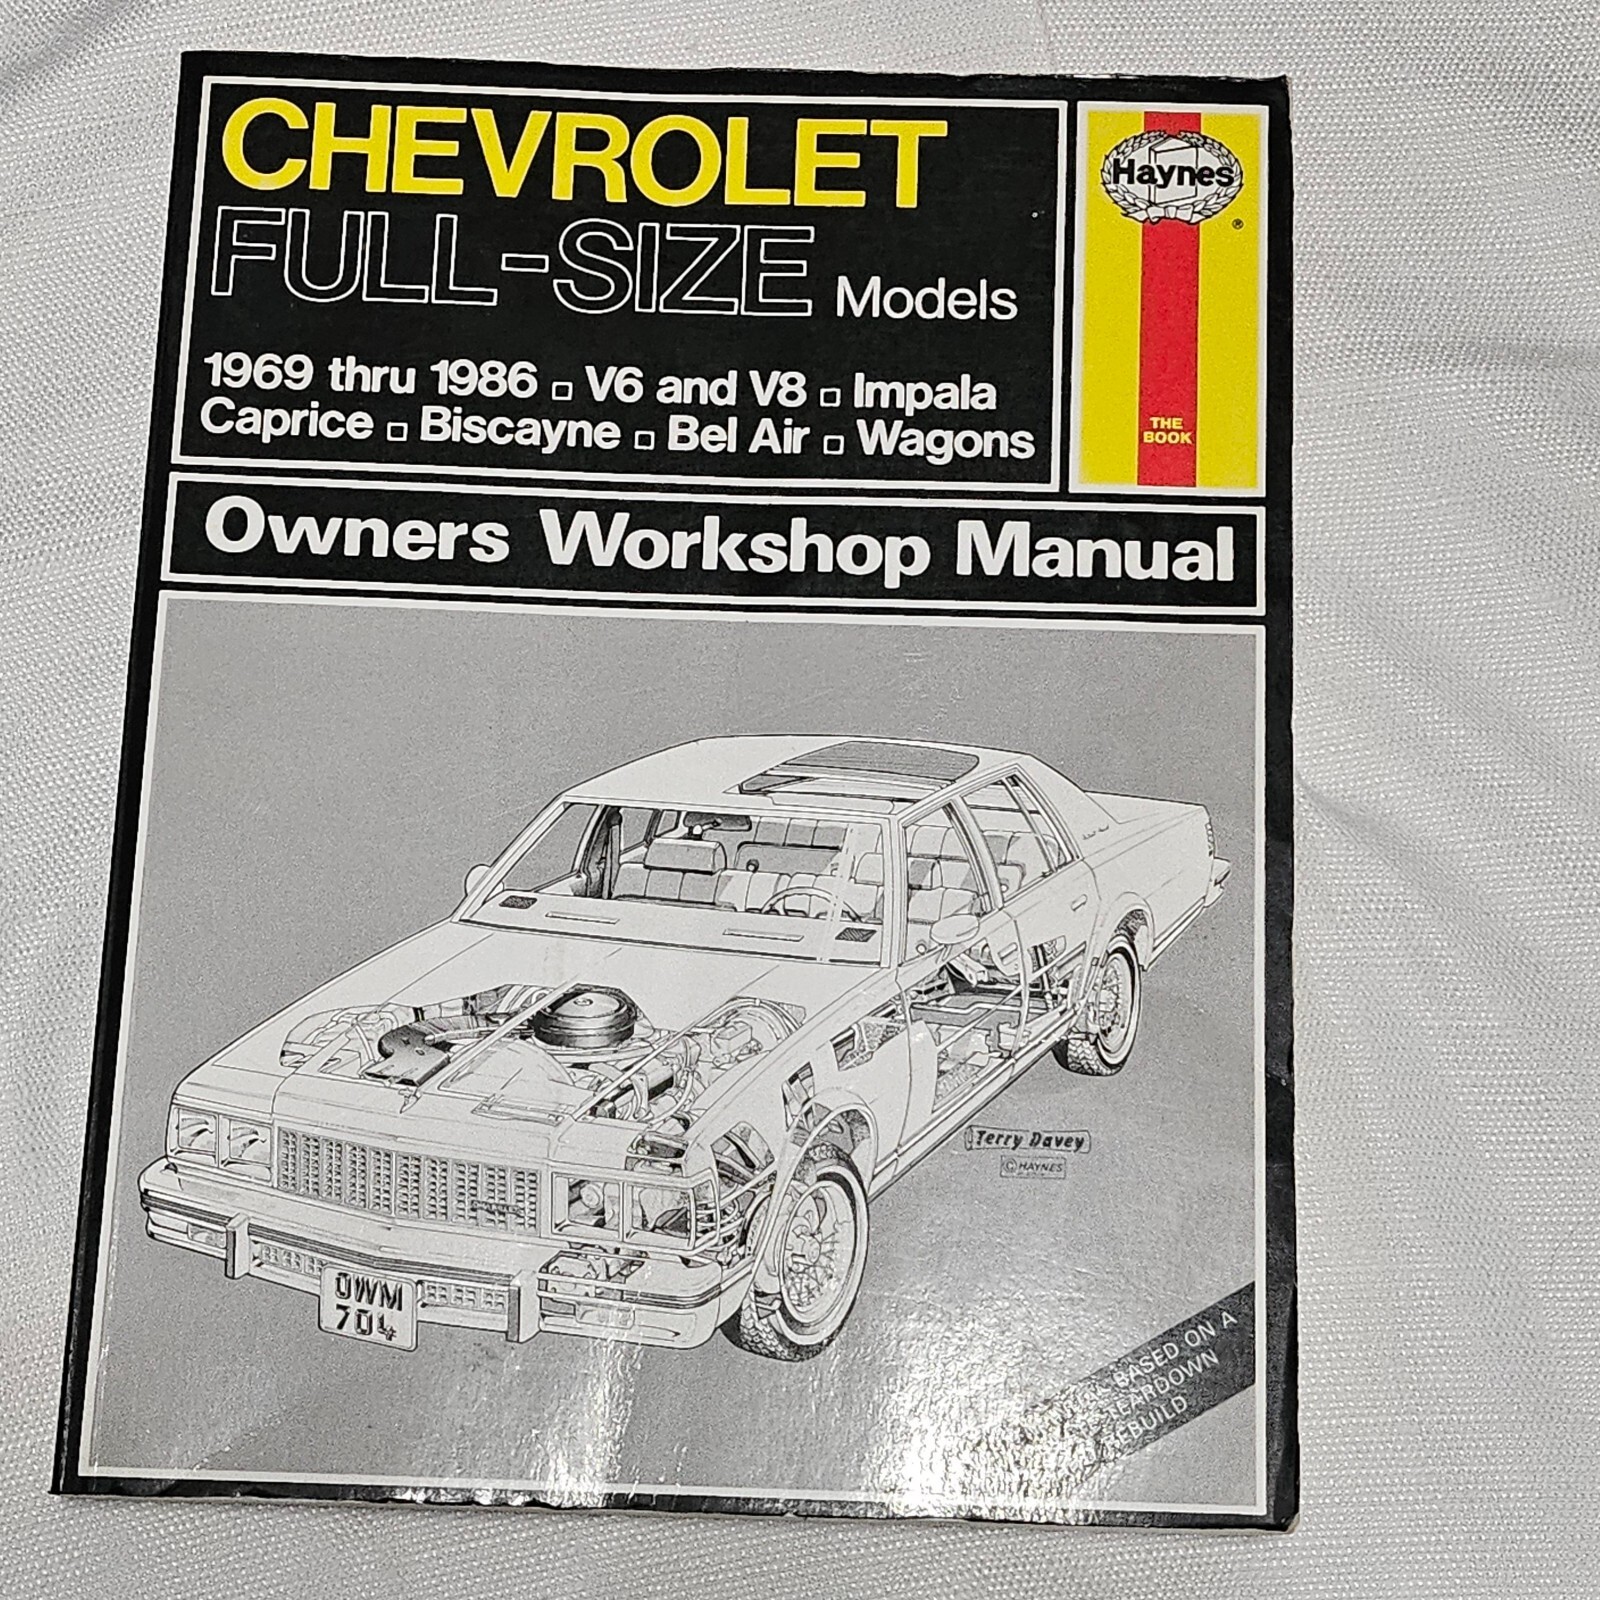 CHEVROLET
FULL-SIZE Models
1969 thru 1986 □ V6 and V8 □ Impala
Caprice □ Biscayne □ Bel Air □ Wagons
Haynes
®
THE
BOOK
Owners Workshop Manual
Terry Davey
© HAYNES
OWM
704
BASED ON A
TEARDOWN